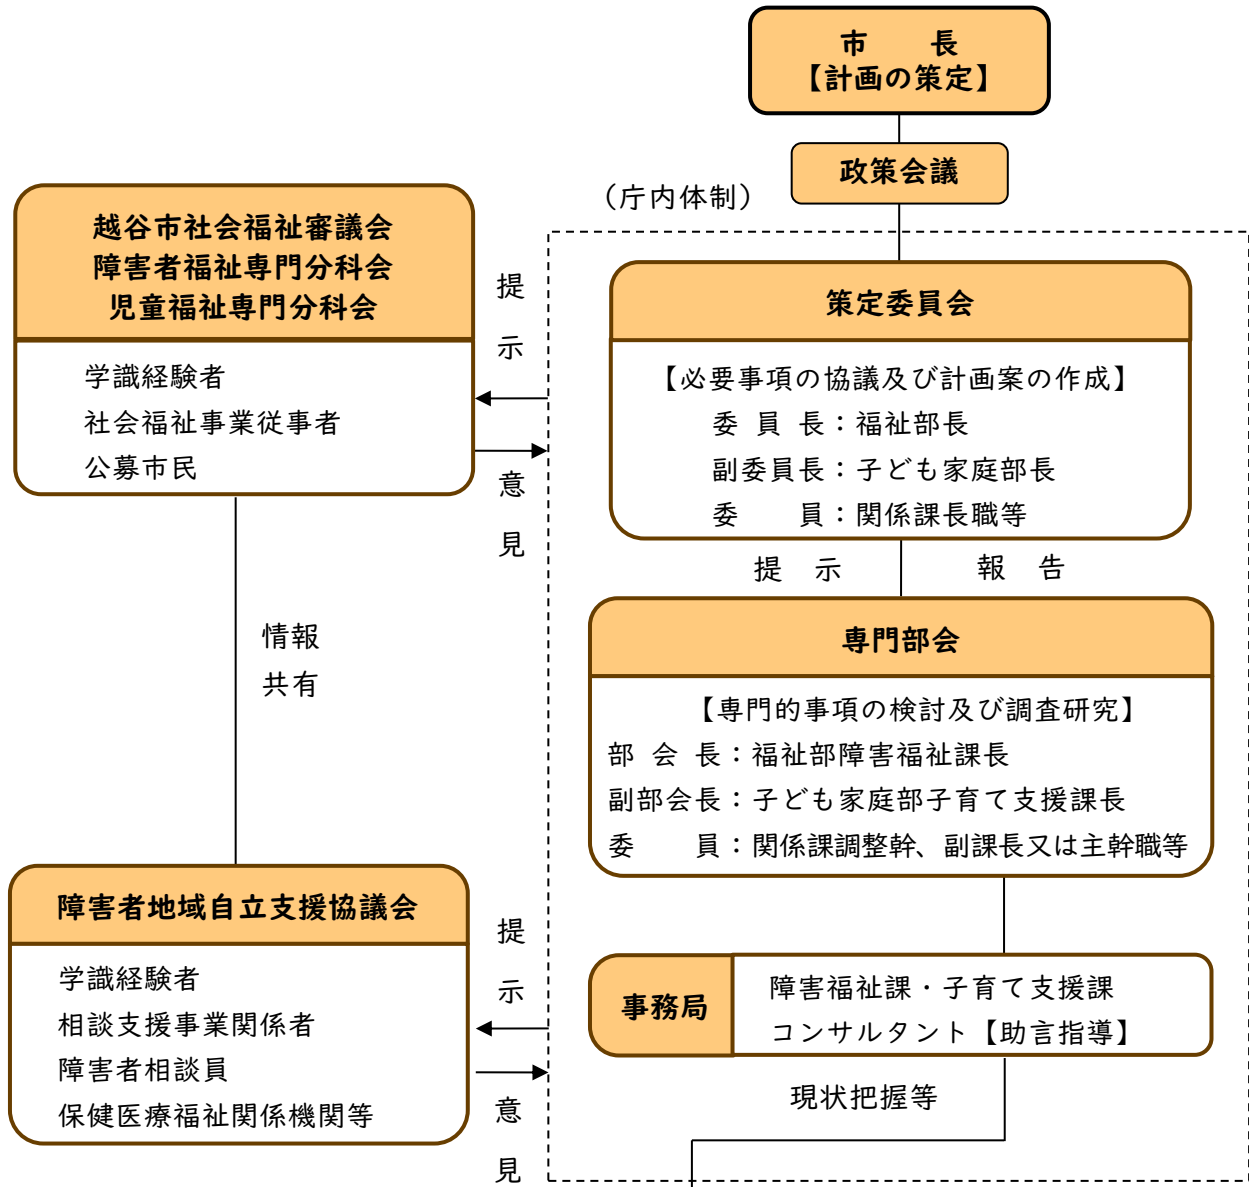 市　　長
【計画の策定】
政策会議
（庁内体制）
越谷市社会福祉審議会
障害者福祉専門分科会
児童福祉専門分科会
学識経験者
社会福祉事業従事者
公募市民
提示
意見
策定委員会
【必要事項の協議及び計画案の作成】
委 員 長：福祉部長
副委員長：子ども家庭部長
委　　員：関係課長職等
提　示　　報　告
情報
共有
専門部会
【専門的事項の検討及び調査研究】
部 会 長：福祉部障害福祉課長
副部会長：子ども家庭部子育て支援課長
委　　員：関係課調整幹、副課長又は主幹職等
障害者地域自立支援協議会
学識経験者
相談支援事業関係者
障害者相談員
保健医療福祉関係機関等
提示
意見
事務局
障害福祉課・子育て支援課
コンサルタント【助言指導】
現状把握等